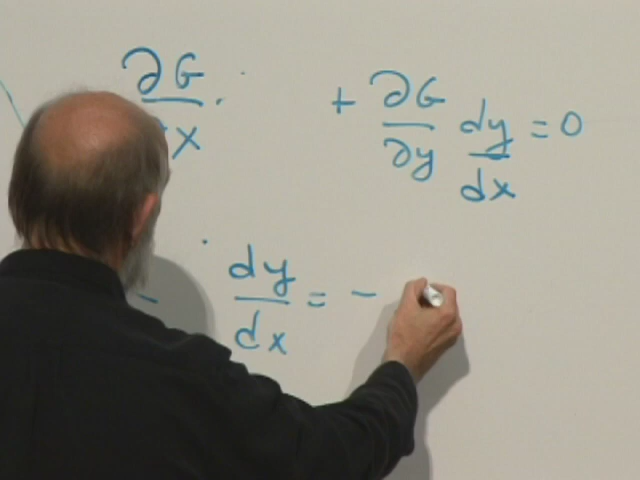 ∂G + ∂G dy = 0
∂x ∂y dx
dy = -
dx